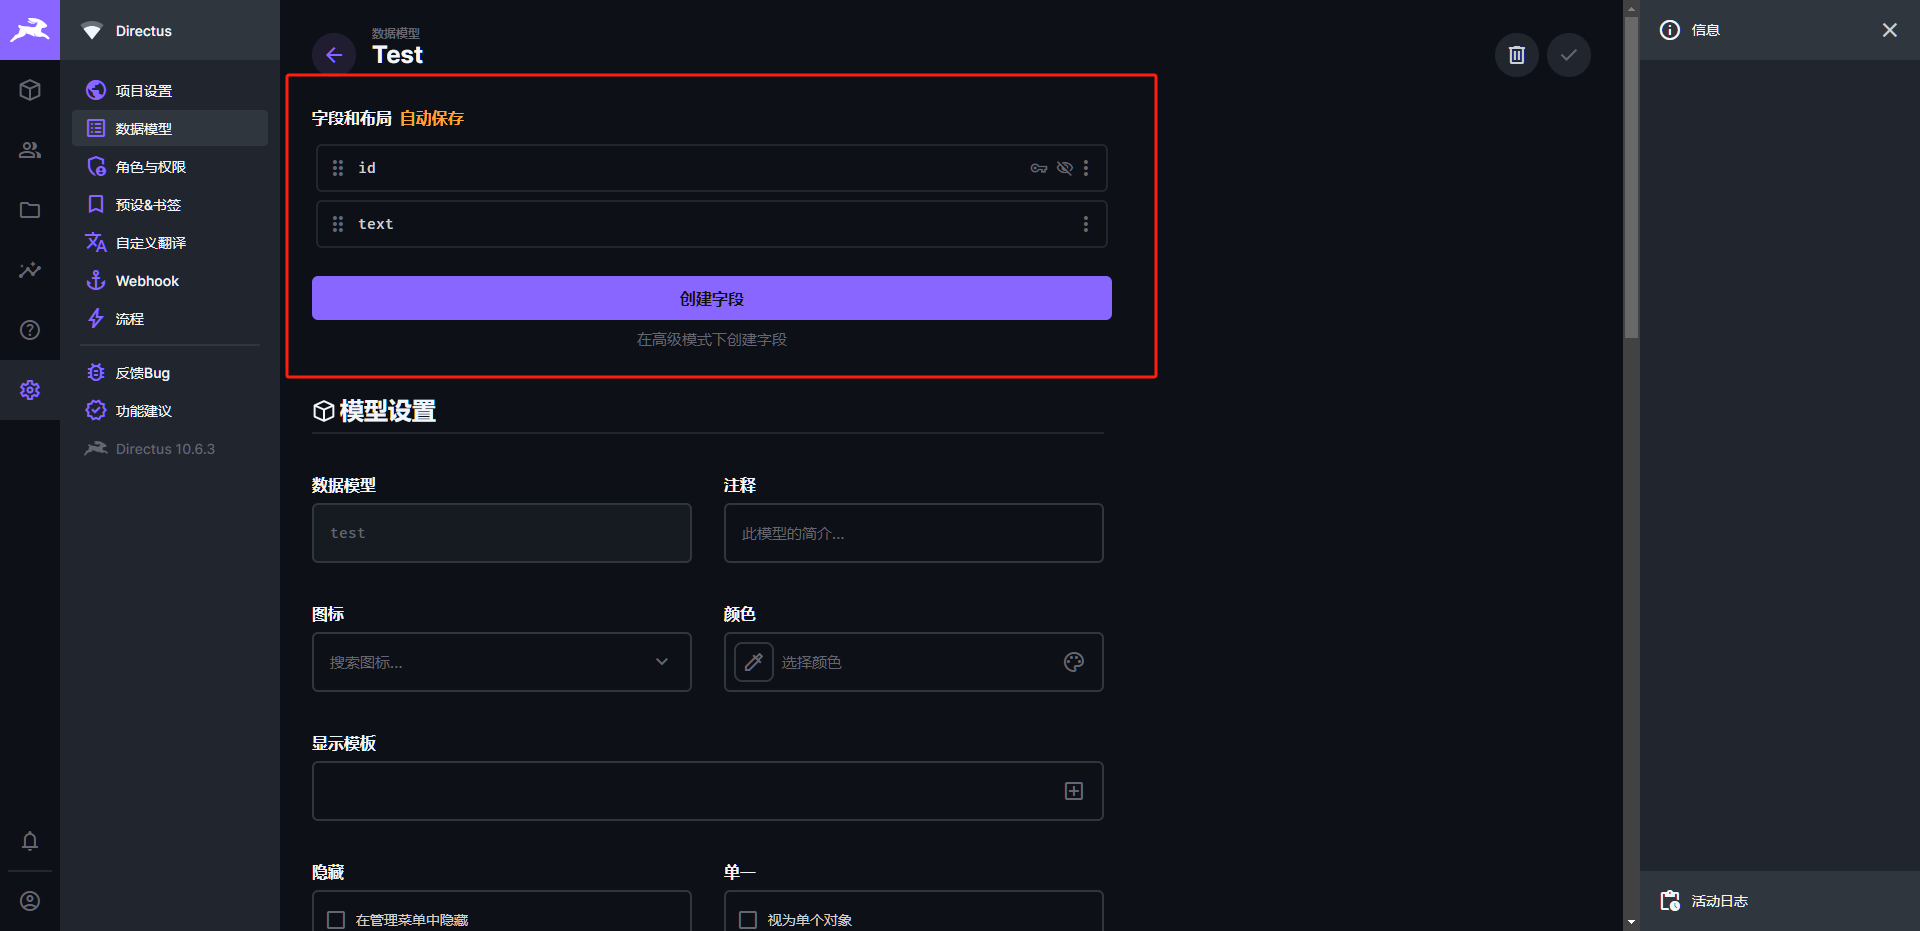 Directus
项目设置
数据模型
角色与权限
预设&书签
自定义翻译
Webhook
流程
反馈Bug
功能建议
Directus 10.6.3
数据模型
Test
字段和布局 自动保存
id
text
创建字段
在高级模式下创建字段
模型设置
数据模型
test
注释
此模型的简介...
图标
搜索图标...
颜色
选择颜色
显示模板
隐藏
在管理菜单中隐藏
单一
视为单个对象
信息
活动日志